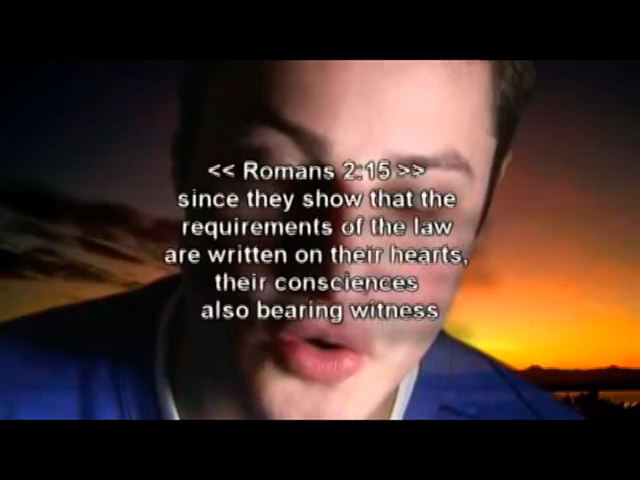 << Romans 2:15 >>
since they show that the
requirements of the law
are written on their hearts,
their consciences
also bearing witness